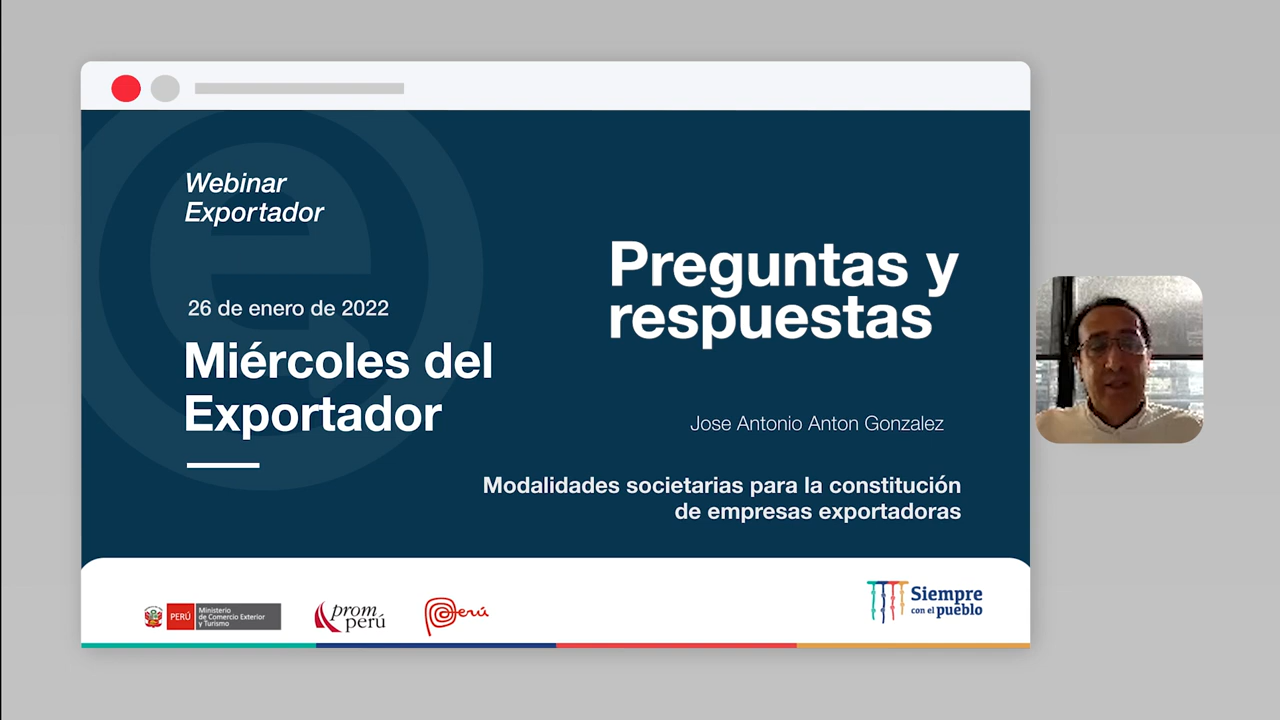 Webinar
Exportador
26 de enero de 2022
Miércoles del
Exportador
Preguntas y
respuestas
Jose Antonio Anton Gonzalez
Modalidades societarias para la constitución
de empresas exportadoras
PERÚ
Ministerio
de Comercio Exterior
y Turismo
prom
perú
Perú
Siempre
con el pueblo